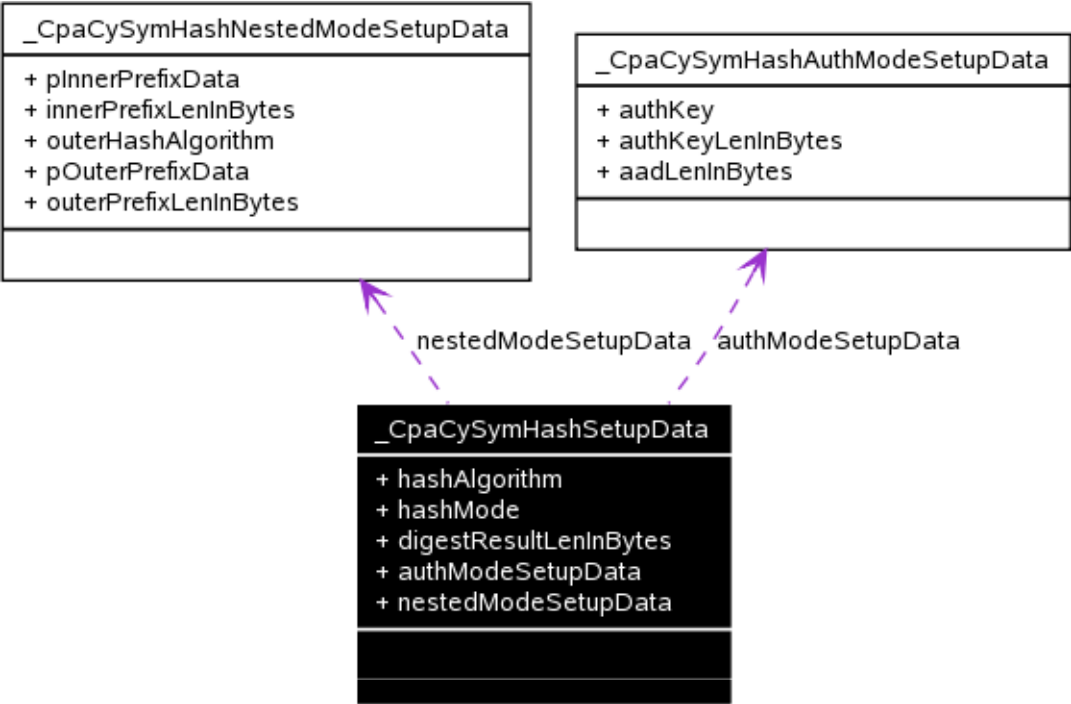 _CpaCySymHashNestedModeSetupData
+ pInnerPrefixData
+ innerPrefixLenInBytes
+ outerHashAlgorithm
+ pOuterPrefixData
+ outerPrefixLenInBytes
_CpaCySymHashAuthModeSetupData
+ authKey
+ authKeyLenInBytes
+ aadLenInBytes
nestedModeSetupData
authModeSetupData
_CpaCySymHashSetupData
+ hashAlgorithm
+ hashMode
+ digestResultLenInBytes
+ authModeSetupData
+ nestedModeSetupData